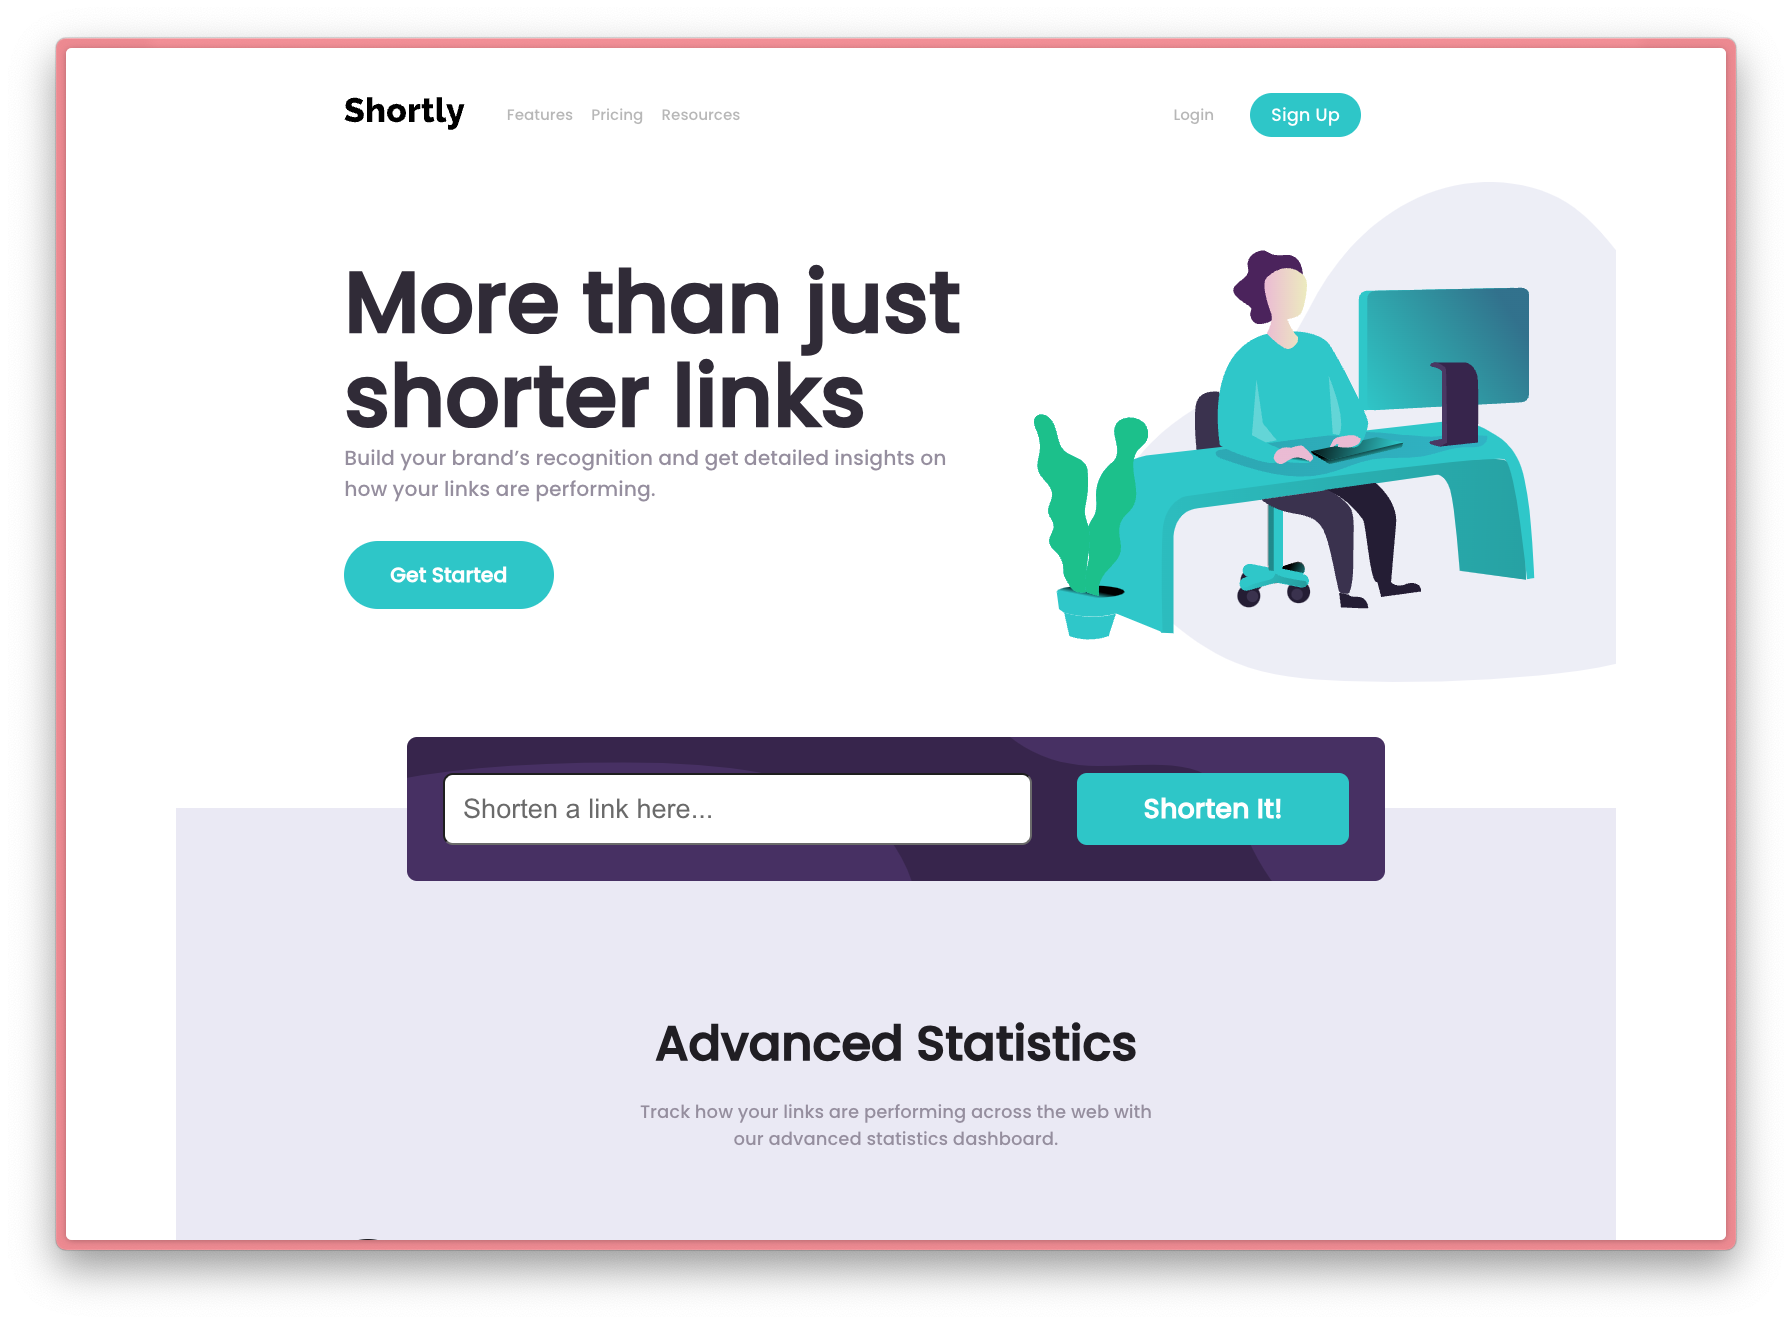 Shortly
Features Pricing Resources
Login
Sign Up
More than just
shorter links
Build your brand’s recognition and get detailed insights on
how your links are performing.
Get Started
Shorten a link here...
Shorten It!
Advanced Statistics
Track how your links are performing across the web with
our advanced statistics dashboard.